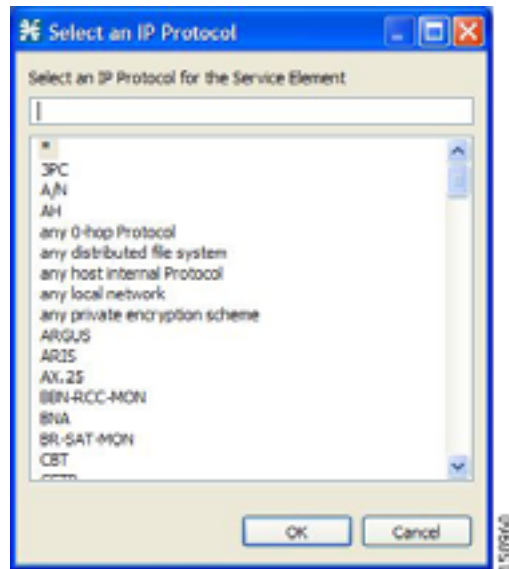 Select an IP Protocol
Select an IP Protocol for the Service Element
*
3PC
A/N
AH
any 0-hop Protocol
any distributed file system
any host internal Protocol
any local network
any private encryption scheme
ARGUS
ARIS
AX.25
BBN-RCC-MON
BNA
BR-SAT-MON
CBT
OK
Cancel
158960